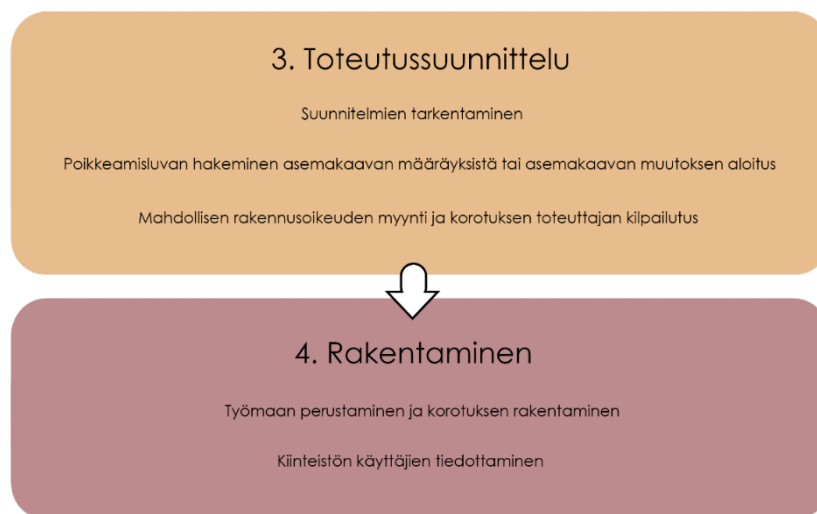 3. Toteutussuunnittelu
Suunnitelmien tarkentaminen
Poikkeamisluvan hakeminen asemakaavan määräyksistä tai asemakaavan muutoksen aloitus
Mahdollisen rakennusoikeuden myynti ja korotuksen toteuttajan kilpailutus
4. Rakentaminen
Työmaan perustaminen ja korotuksen rakentaminen
Kiinteistön käyttäjien tiedottaminen